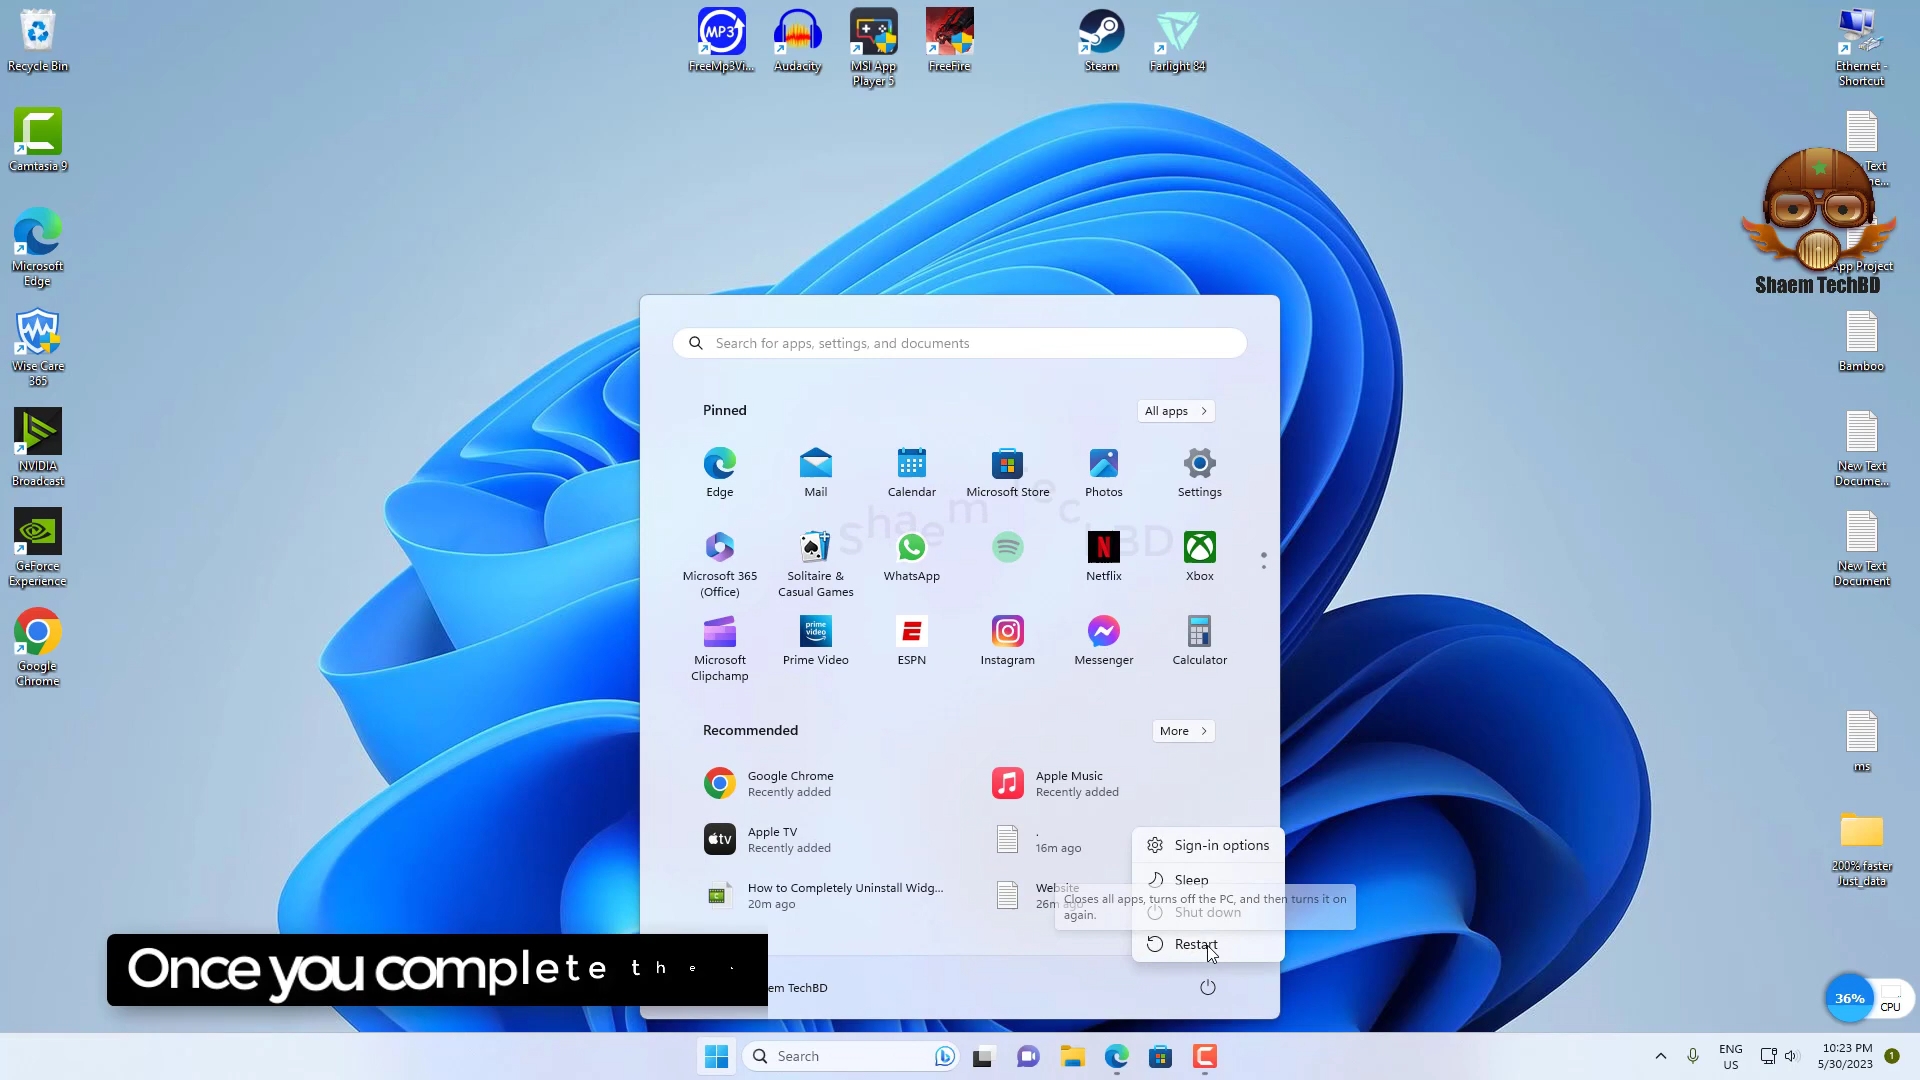 Recycle Bin
Camtasia 9
Microsoft
Edge
Wise Care
365
NVIDIA
Broadcast
GeForce
Experience
Google
Chrome
MP3
FreeMp3Vi...
Audacity
MSI App
Player 5
FreeFire
Steam
Farlight 84
Ethernet -
Shortcut
Text
App Project
Shaem TechBD
Bamboo
New Text
Docume...
New Text
Document
ms
200% faster
Just_data
Search for apps, settings, and documents
Pinned
All apps
Edge
Mail
Calendar
Microsoft Store
Photos
Settings
Microsoft 365
(Office)
Solitaire &
Casual Games
WhatsApp
Netflix
Xbox
Microsoft
Clipchamp
prime
video
Prime Video
ESPN
Instagram
Messenger
Calculator
Recommended
More
Google Chrome
Recently added
Apple Music
Recently added
tv
Apple TV
Recently added
.
16m ago
How to Completely Uninstall Widg...
20m ago
Website
26m ago
Sign-in options
Sleep
Closes all apps, turns off the PC, and then turns it on
again.
Shut down
Restart
Once you complete the
em TechBD
36%
CPU
Search
ENG
US
10:23 PM
5/30/2023
1